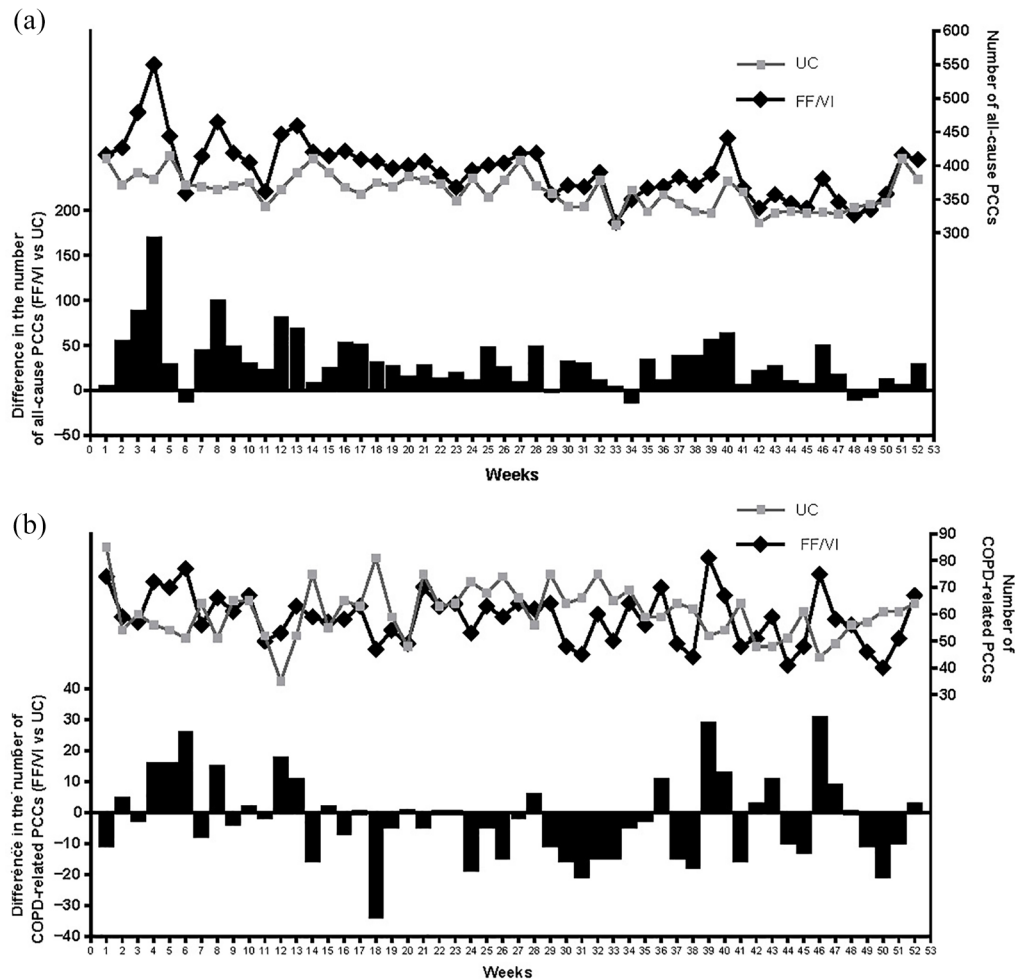 (a)
UC
FF/VI
Difference in the number
of all-cause PCCs (FF/VI vs UC)
200
150
100
50
0
−50
600
550
500
450
400
350
300
Number of all-cause
PCCs
0 1 2 3 4 5 6 7 8 9 10 11 12 13 14 15 16 17 18 19 20 21 22 23 24 25 26 27 28 29 30 31 32 33 34 35 36 37 38 39 40 41 42 43 44 45 46 47 48 49 50 51 52 53
Weeks
(b)
UC
FF/VI
Difference in the number of
COPD-related PCCs (FF/VI vs UC)
40
30
20
10
0
−10
−20
−30
−40
90
80
70
60
50
40
30
Number of
COPD-related PCCs
0 1 2 3 4 5 6 7 8 9 10 11 12 13 14 15 16 17 18 19 20 21 22 23 24 25 26 27 28 29 30 31 32 33 34 35 36 37 38 39 40 41 42 43 44 45 46 47 48 49 50 51 52 53
Weeks